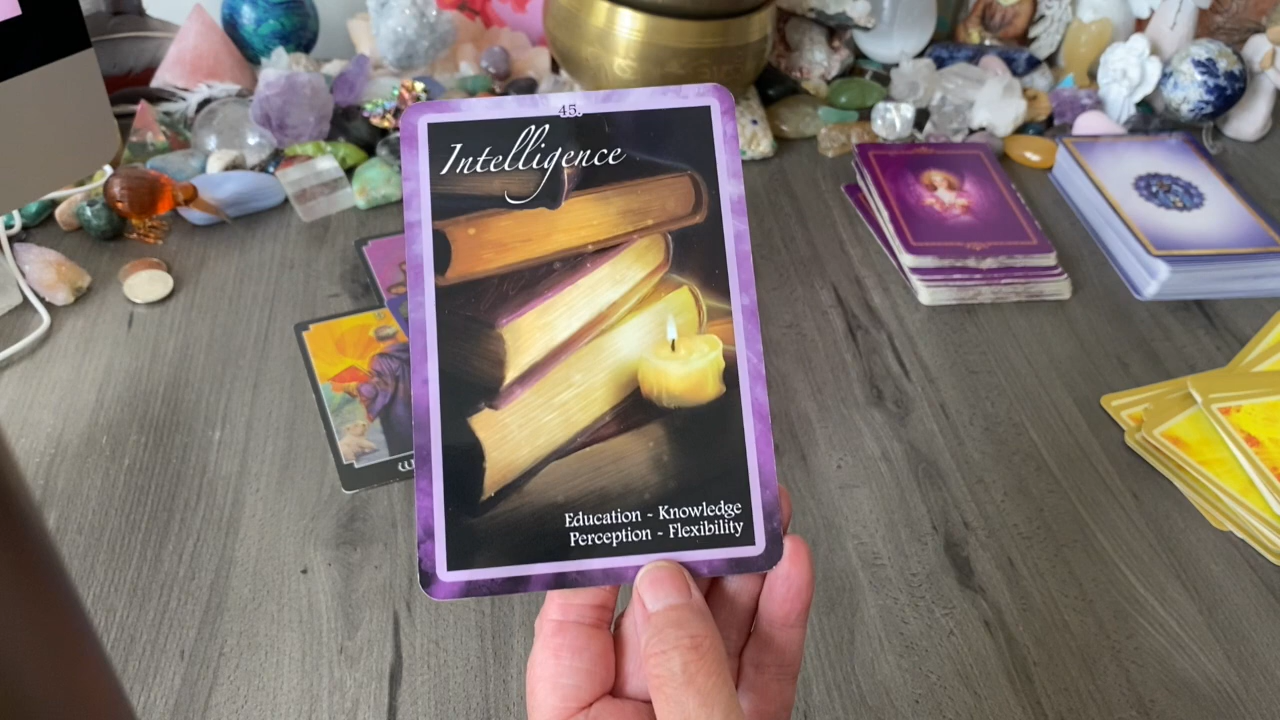 45.
Intelligence
Education ~ Knowledge
Perception ~ Flexibility